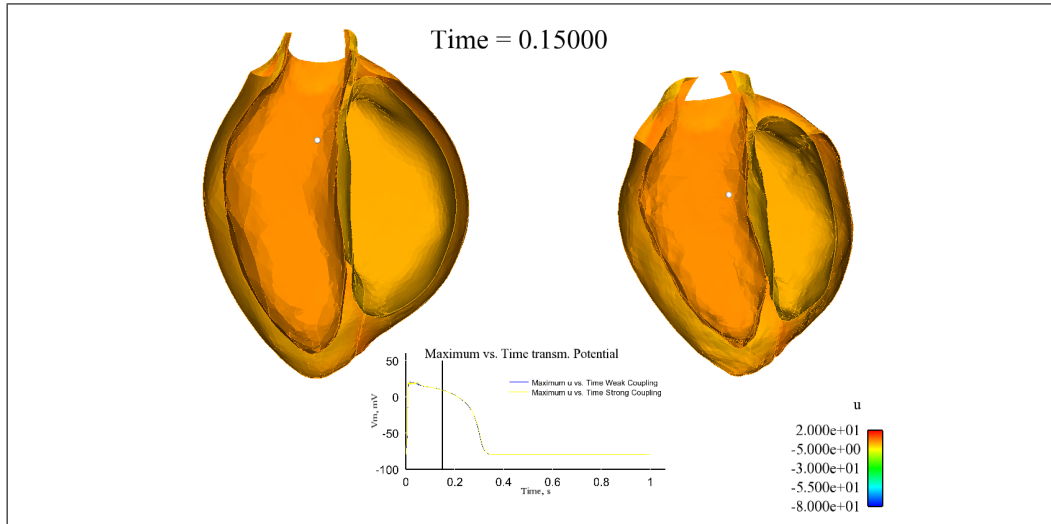 Time = 0.15000
Maximum vs. Time transm. Potential
50
0
-50
-100
Vm, mV
Maximum u vs. Time Weak Coupling
Maximum u vs. Time Strong Coupling
0 0.2 0.4 0.6 0.8 1
Time, s
u
2.000e+01
-5.000e+00
-3.000e+01
-5.500e+01
-8.000e+01